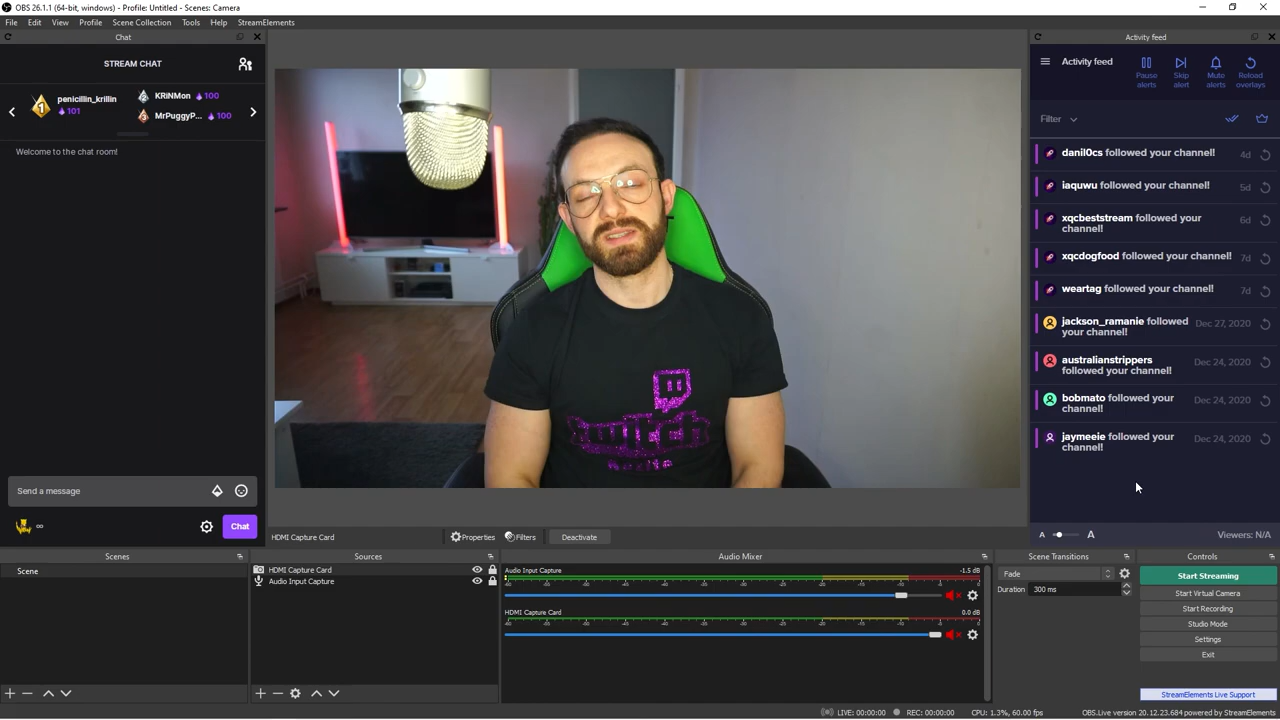 OBS 26.1.1 (64-bit, windows) - Profile: Untitled - Scenes: Camera
File Edit View Profile Scene Collection Tools Help StreamElements
Chat
STREAM CHAT
1
penicillin_krillin
101
KRiNMon 100
3 MrPuggyP... 100
Welcome to the chat room!
Send a message
∞
Chat
twitch
HDMI Capture Card
Properties
Filters
Deactivate
Activity feed
Activity feed
Pause alerts
Skip alert
Mute alerts
Reload overlays
Filter
danil0cs followed your channel! 4d
iaquwu followed your channel! 5d
xqcbeststream followed your
channel! 6d
xqcdogfood followed your channel! 7d
weartag followed your channel! 7d
jackson_ramanie followed
your channel! Dec 27, 2020
australianstrippers
followed your channel! Dec 24, 2020
bobmato followed your
channel! Dec 24, 2020
jaymeeie followed your
channel! Dec 24, 2020
A A Viewers: N/A
Scenes
Scene
Sources
HDMI Capture Card
Audio Input Capture
Audio Mixer
Audio Input Capture -1.5 dB
HDMI Capture Card 0.0 dB
Scene Transitions
Fade
Duration 300 ms
Controls
Start Streaming
Start Virtual Camera
Start Recording
Studio Mode
Settings
Exit
StreamElements Live Support
LIVE: 00:00:00 REC: 00:00:00 CPU: 1.3%, 60.00 fps OBS.Live version 20.12.23.684 powered by StreamElements